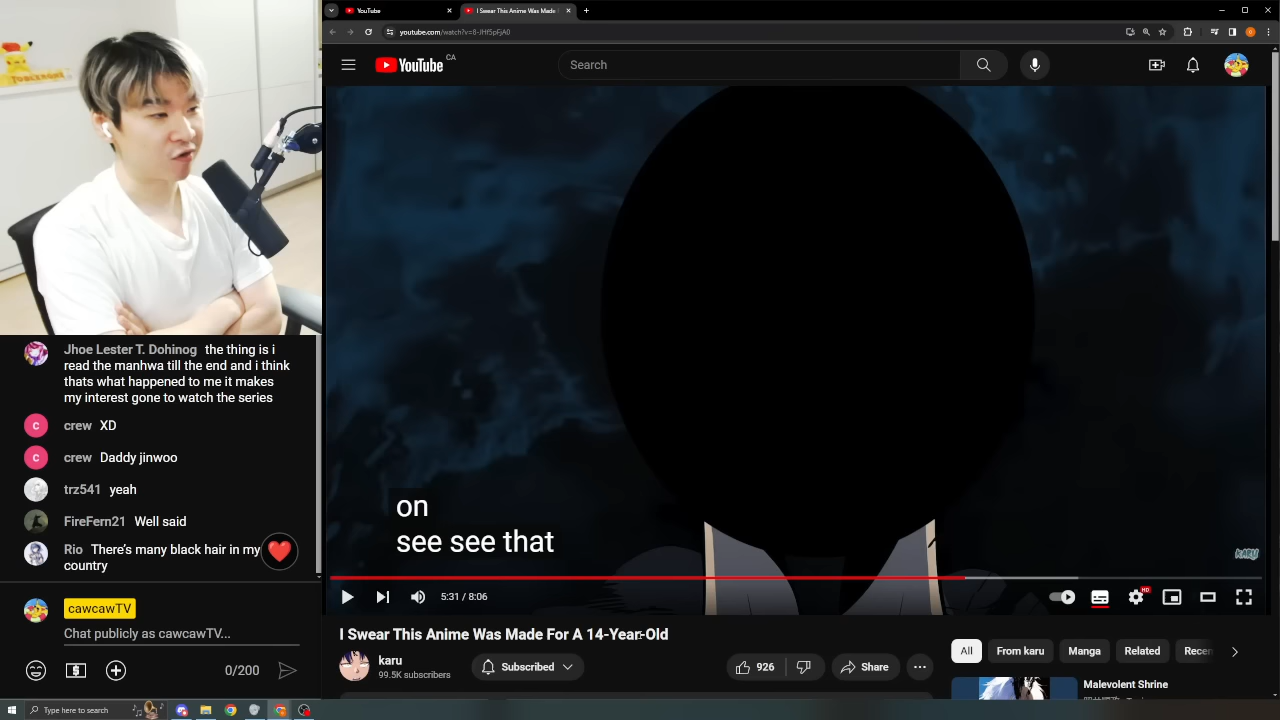 YouTube
I Swear This Anime Was Made
youtube.com/watch?v=8-JHf5pFjA0
YouTube CA
Search
Jhoe Lester T. Dohinog the thing is i
read the manhwa till the end and i think
thats what happened to me it makes
my interest gone to watch the series
c crew XD
c crew Daddy jinwoo
trz541 yeah
FireFern21 Well said
Rio There's many black hair in my
country
cawcawTV
Chat publicly as cawcawTV...
0/200
on
see see that
KARU
5:31 / 8:06
HD
I Swear This Anime Was Made For A 14-Year-Old
karu
99.5K subscribers
Subscribed
926
Share
All
From karu
Manga
Related
Recen
Malevolent Shrine
Type here to search